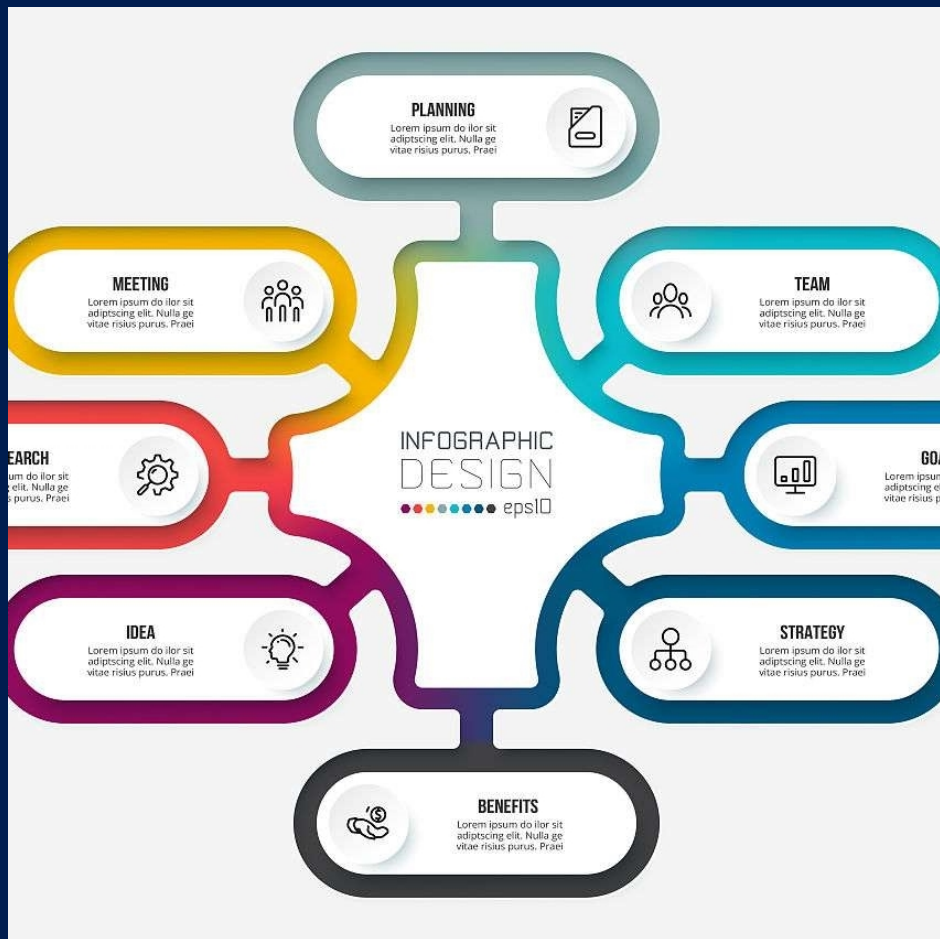 PLANNING
Lorem ipsum do ilor sit
adiptscing elit. Nulla ge
vitae risius purus. Praei
MEETING
Lorem ipsum do ilor sit
adiptscing elit. Nulla ge
vitae risius purus. Praei
TEAM
Lorem ipsum do ilor sit
adiptscing elit. Nulla ge
vitae risius purus. Praei
EARCH
um do ilor sit
g elit. Nulla ge
s purus. Praei
INFOGRAPHIC
DESIGN
eps10
GOA
Lorem ipsum d
adiptscing e
vitae risius p
IDEA
Lorem ipsum do ilor sit
adiptscing elit. Nulla ge
vitae risius purus. Praei
STRATEGY
Lorem ipsum do ilor sit
adiptscing elit. Nulla ge
vitae risius purus. Praei
BENEFITS
Lorem ipsum do ilor sit
adiptscing elit. Nulla ge
vitae risius purus. Praei